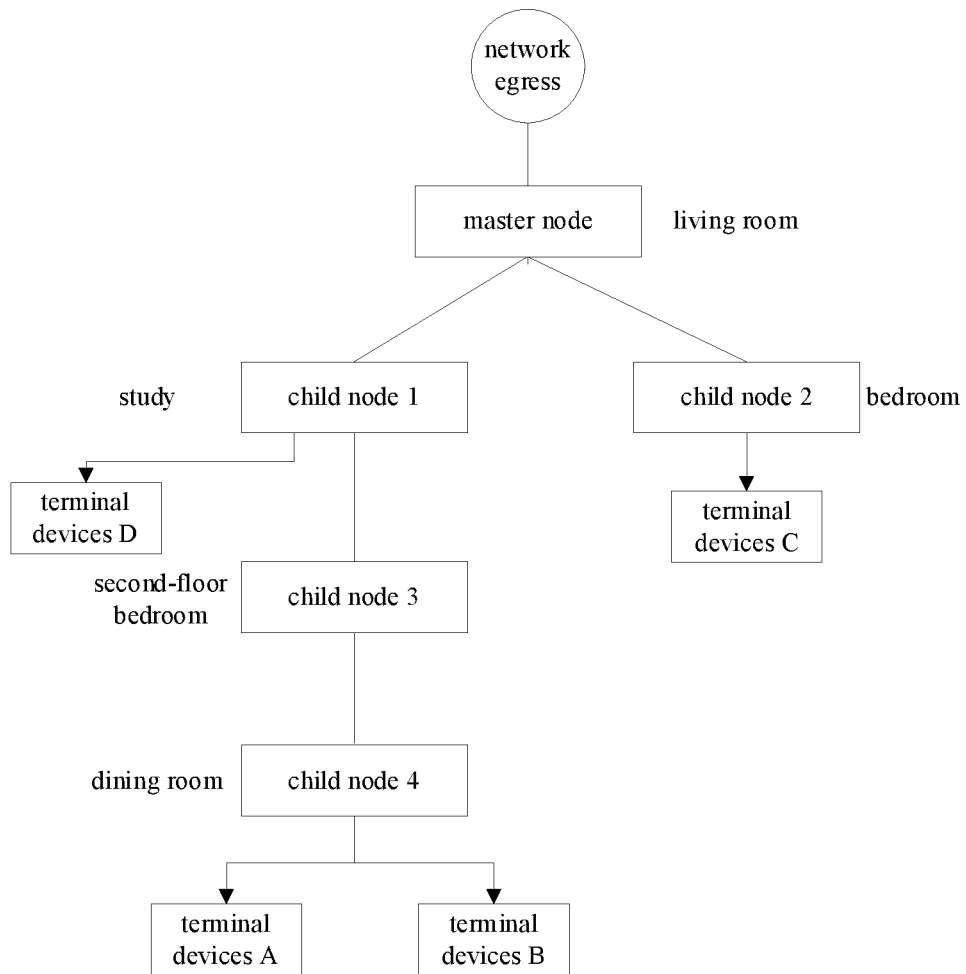 network
egress
master node
living room
study
child node 1
child node 2
bedroom
terminal
devices D
terminal
devices C
second-floor
bedroom
child node 3
dining room
child node 4
terminal
devices A
terminal
devices B